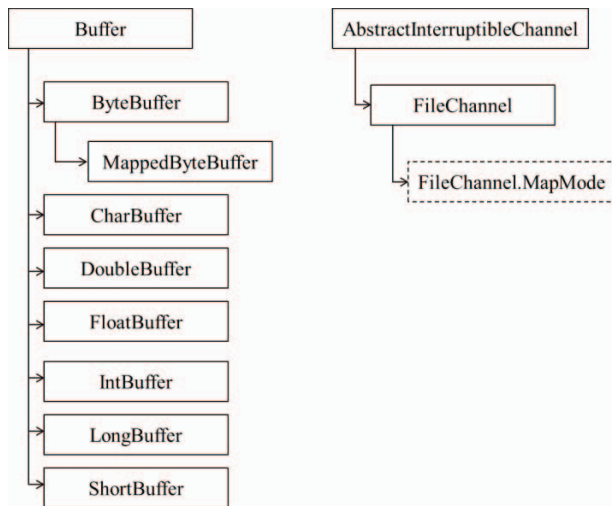 Buffer
ByteBuffer
MappedByteBuffer
CharBuffer
DoubleBuffer
FloatBuffer
IntBuffer
LongBuffer
ShortBuffer
AbstractInterruptibleChannel
FileChannel
FileChannel.MapMode